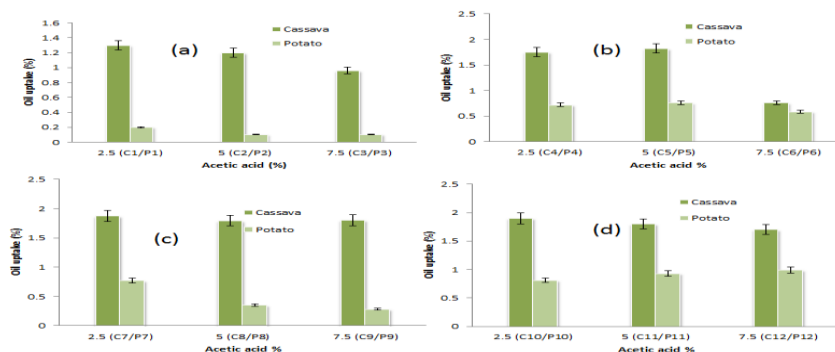 (a)
Cassava
Potato
Oil uptake (%)
1.6
1.4
1.2
1
0.8
0.6
0.4
0.2
0
2.5 (C1/P1) 5 (C2/P2) 7.5 (C3/P3)
Acetic acid (%)
(b)
Cassava
Potato
Oil uptake (%)
2.5
2
1.5
1
0.5
0
2.5 (C4/P4) 5 (C5/P5) 7.5 (C6/P6)
Acetic acid %
(c)
Cassava
Potato
Oil uptake (%)
2.5
2
1.5
1
0.5
0
2.5 (C7/P7) 5 (C8/P8) 7.5 (C9/P9)
Acetic acid %
(d)
Cassava
Potato
Oil uptake (%)
2.5
2
1.5
1
0.5
0
2.5 (C10/P10) 5 (C11/P11) 7.5 (C12/P12)
Acetic acid %